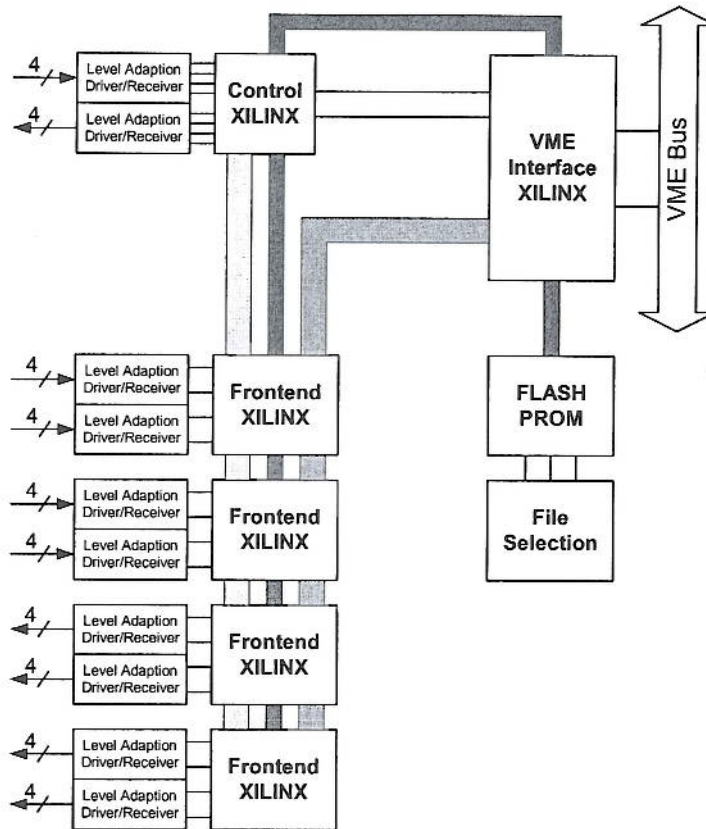 4
Level Adaption
Driver/Receiver
4
Level Adaption
Driver/Receiver
Control
XILINX
VME
Interface
XILINX
VME Bus
4
Level Adaption
Driver/Receiver
4
Level Adaption
Driver/Receiver
Frontend
XILINX
FLASH
PROM
4
Level Adaption
Driver/Receiver
4
Level Adaption
Driver/Receiver
Frontend
XILINX
File
Selection
4
Level Adaption
Driver/Receiver
4
Level Adaption
Driver/Receiver
Frontend
XILINX
4
Level Adaption
Driver/Receiver
4
Level Adaption
Driver/Receiver
Frontend
XILINX